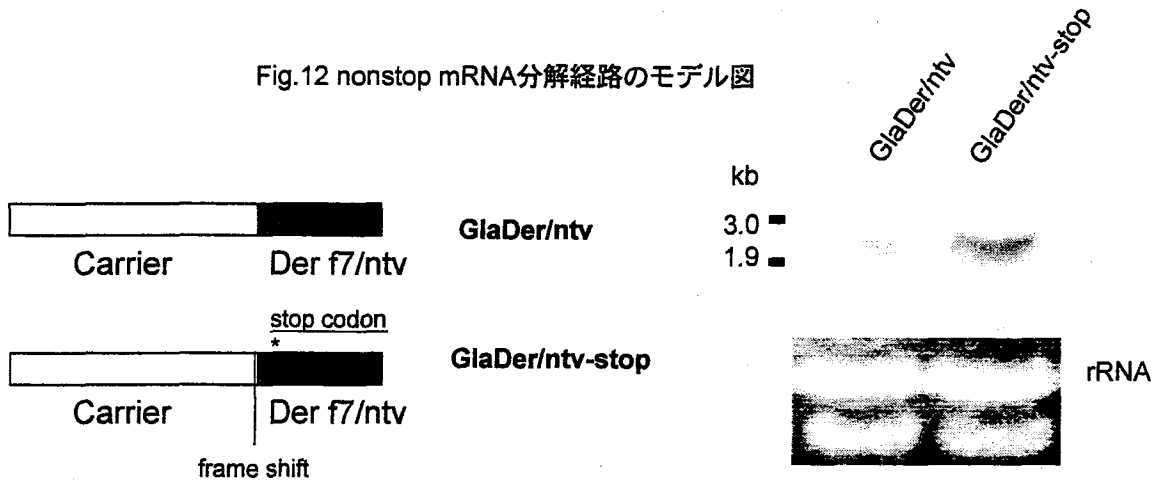 Fig.12 nonstop mRNA分解経路のモデル図
Carrier Der f7/ntv
GlaDer/ntv
stop codon
*
Carrier Der f7/ntv
GlaDer/ntv-stop
frame shift
GlaDer/ntv
GlaDer/ntv-stop
kb
3.0
1.9
rRNA